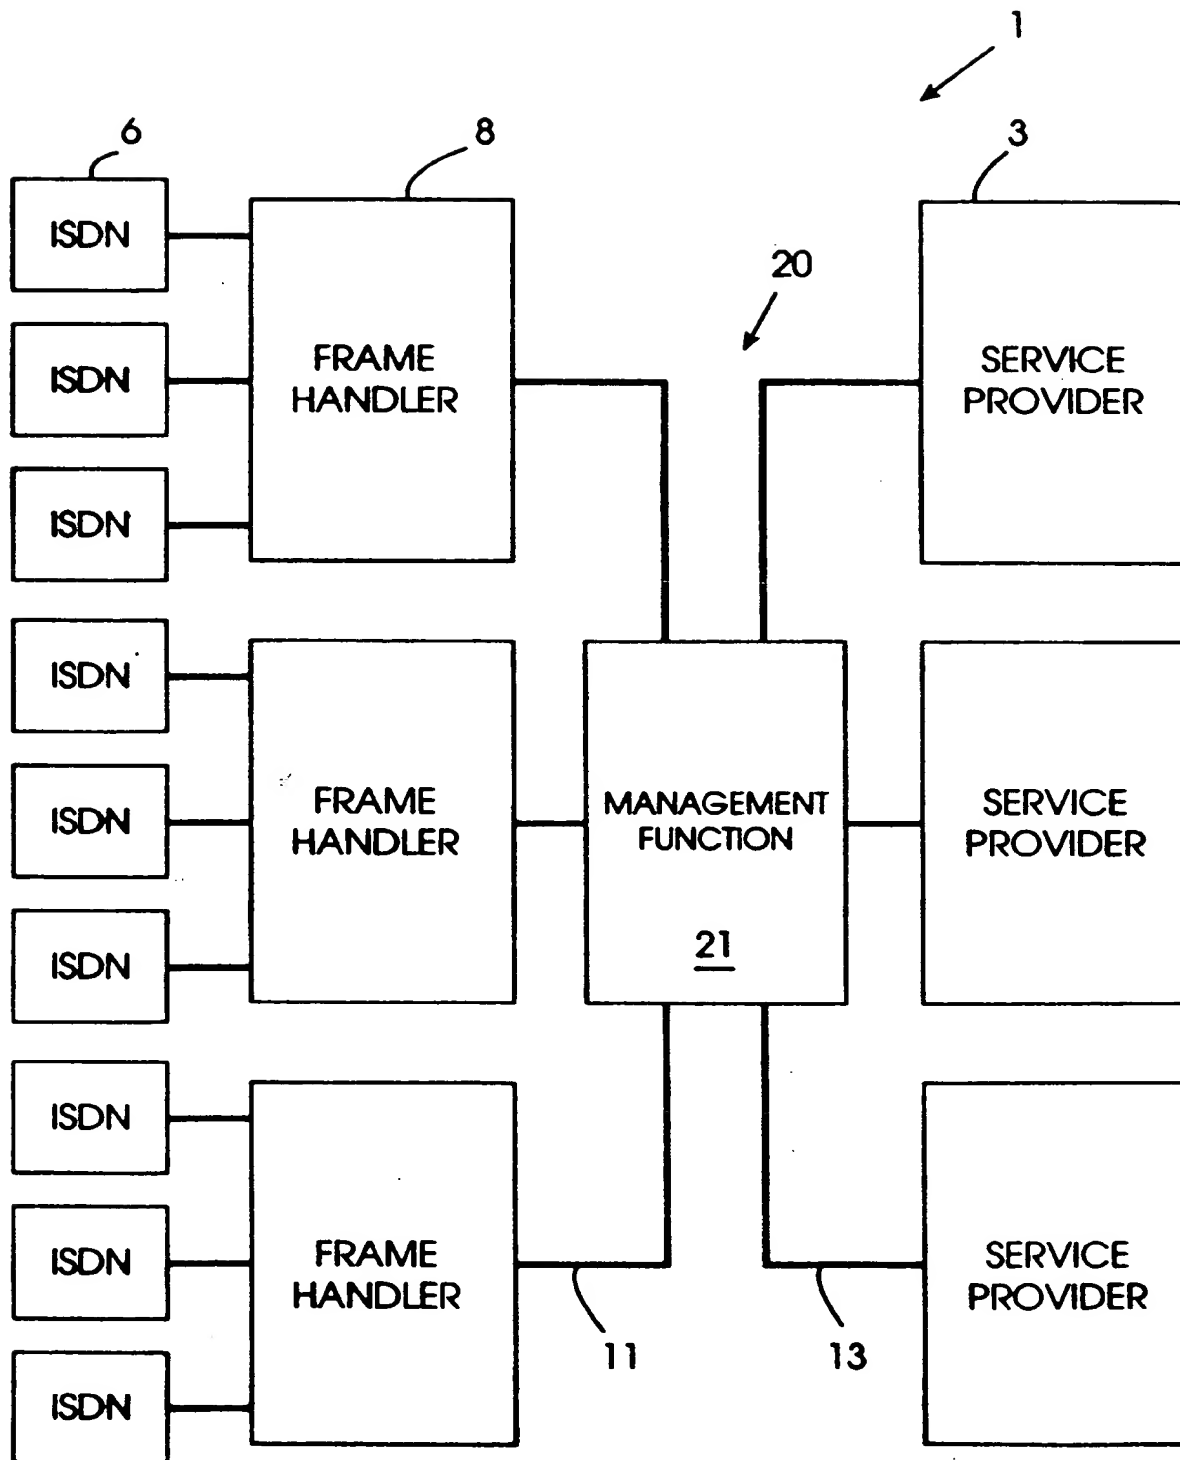 1
6
8
3
ISDN
20
FRAME
HANDLER
SERVICE
PROVIDER
ISDN
ISDN
ISDN
FRAME
HANDLER
MANAGEMENT
FUNCTION
21
SERVICE
PROVIDER
ISDN
ISDN
ISDN
FRAME
HANDLER
SERVICE
PROVIDER
ISDN
11
13
ISDN